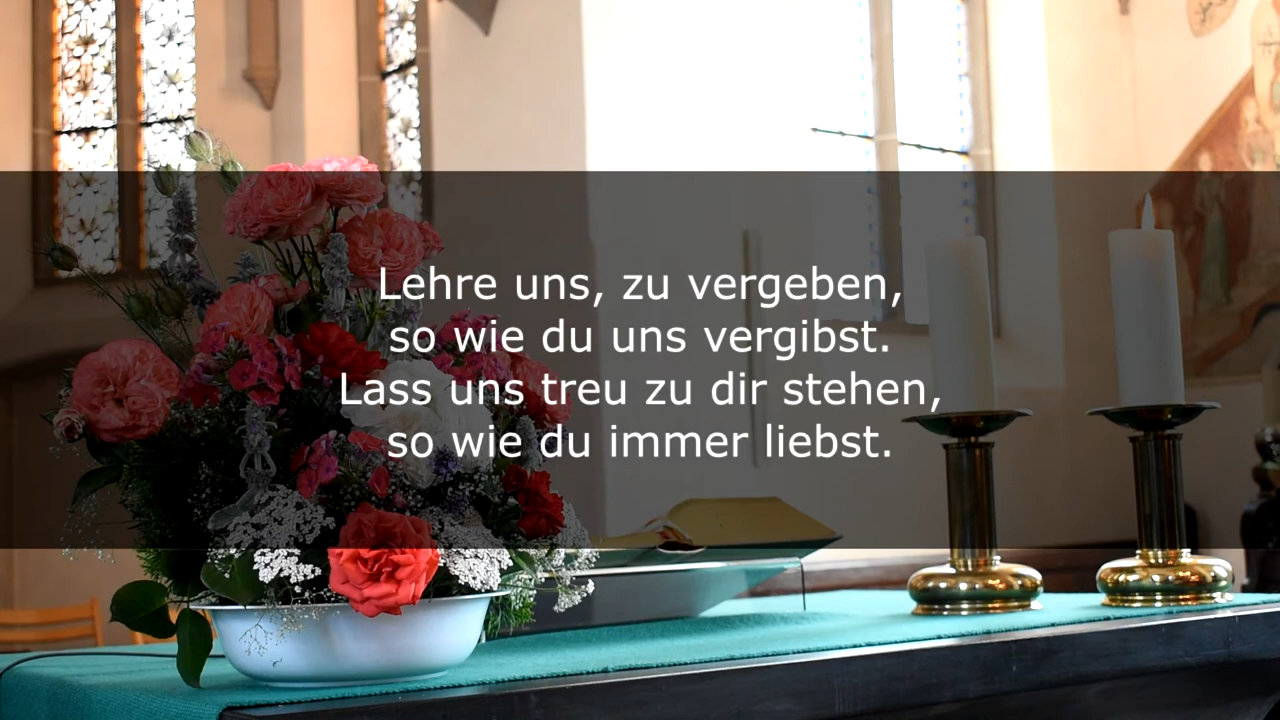 Lehre uns, zu vergeben,
so wie du uns vergibst.
Lass uns treu zu dir stehen,
so wie du immer liebst.